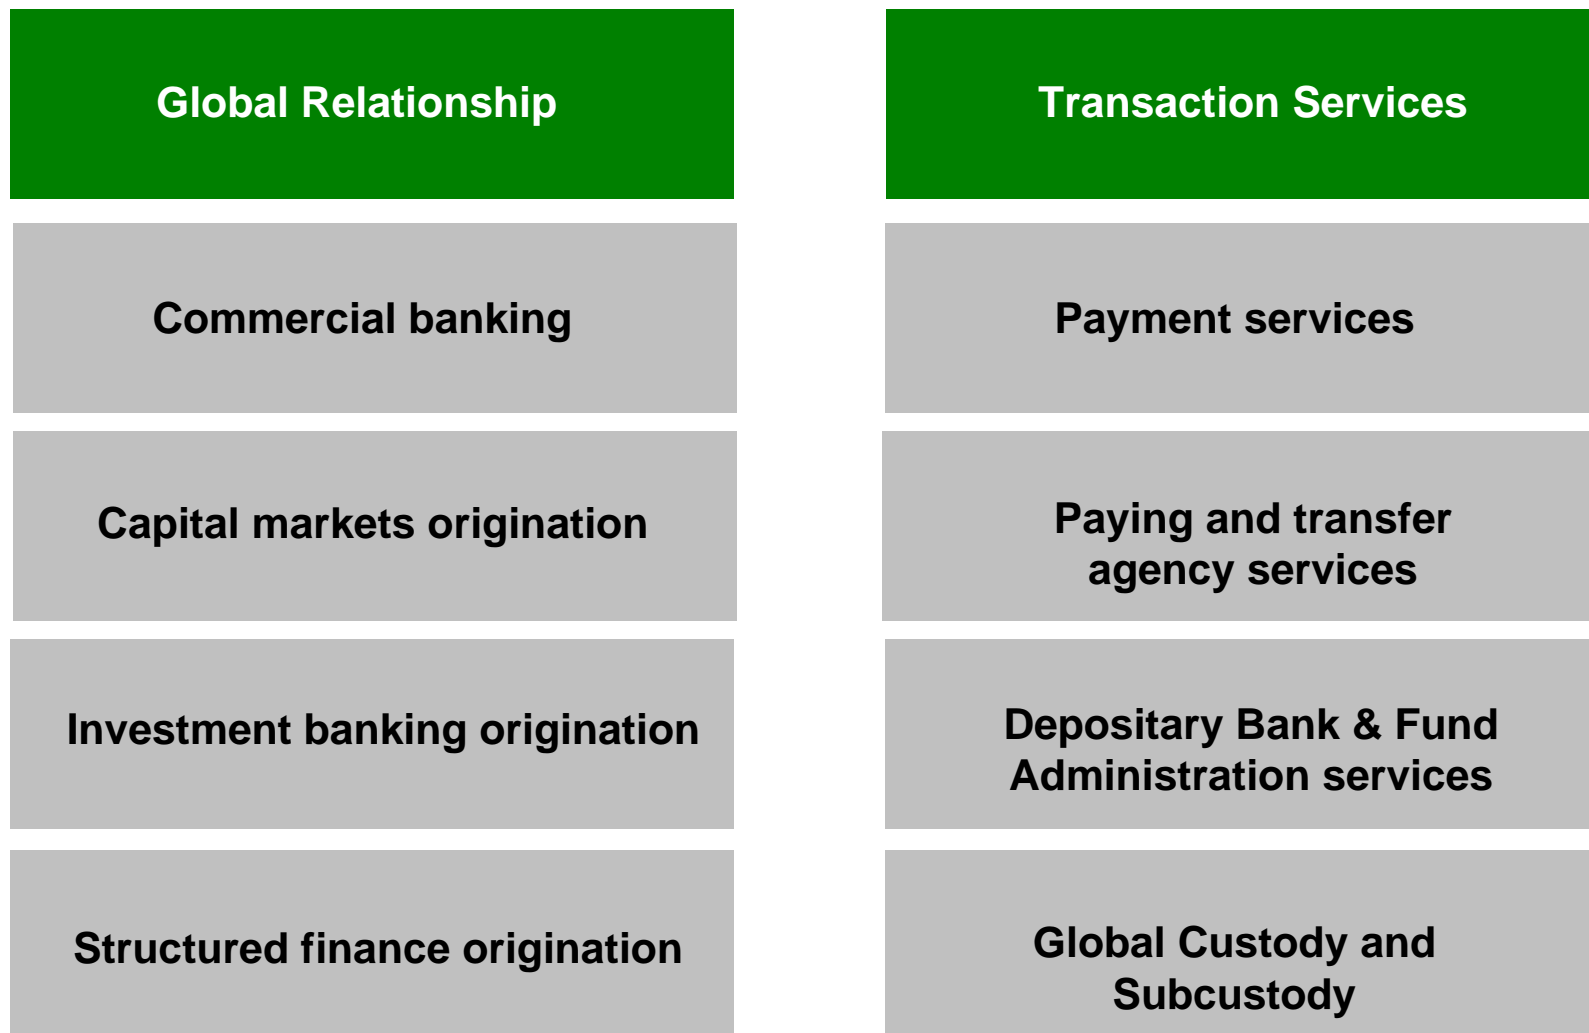 Global Relationship
Commercial banking
Capital markets origination
Investment banking origination
Structured finance origination
Transaction Services
Payment services
Paying and transfer
agency services
Depositary Bank & Fund
Administration services
Global Custody and
Subcustody